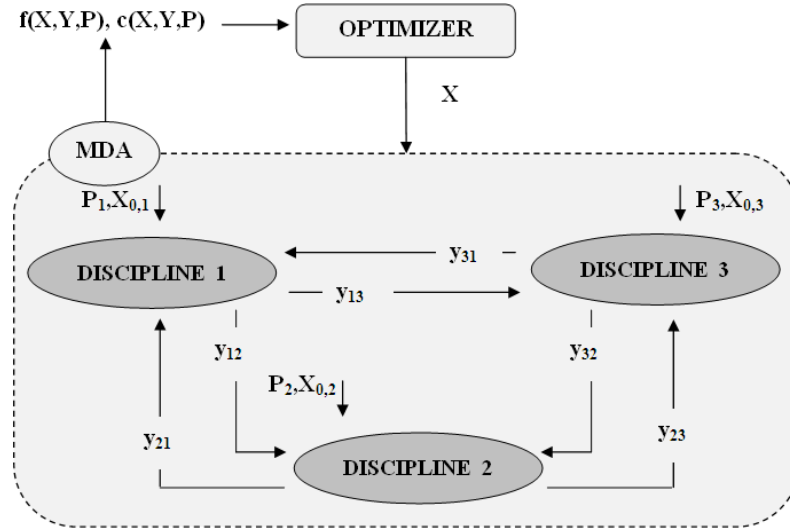 f(X,Y,P), c(X,Y,P)
OPTIMIZER
X
MDA
P₁,X₀,₁
P₃,X₀,₃
y₃₁
DISCIPLINE 1
DISCIPLINE 3
y₁₃
y₁₂
y₃₂
P₂,X₀,₂
y₂₁
y₂₃
DISCIPLINE 2